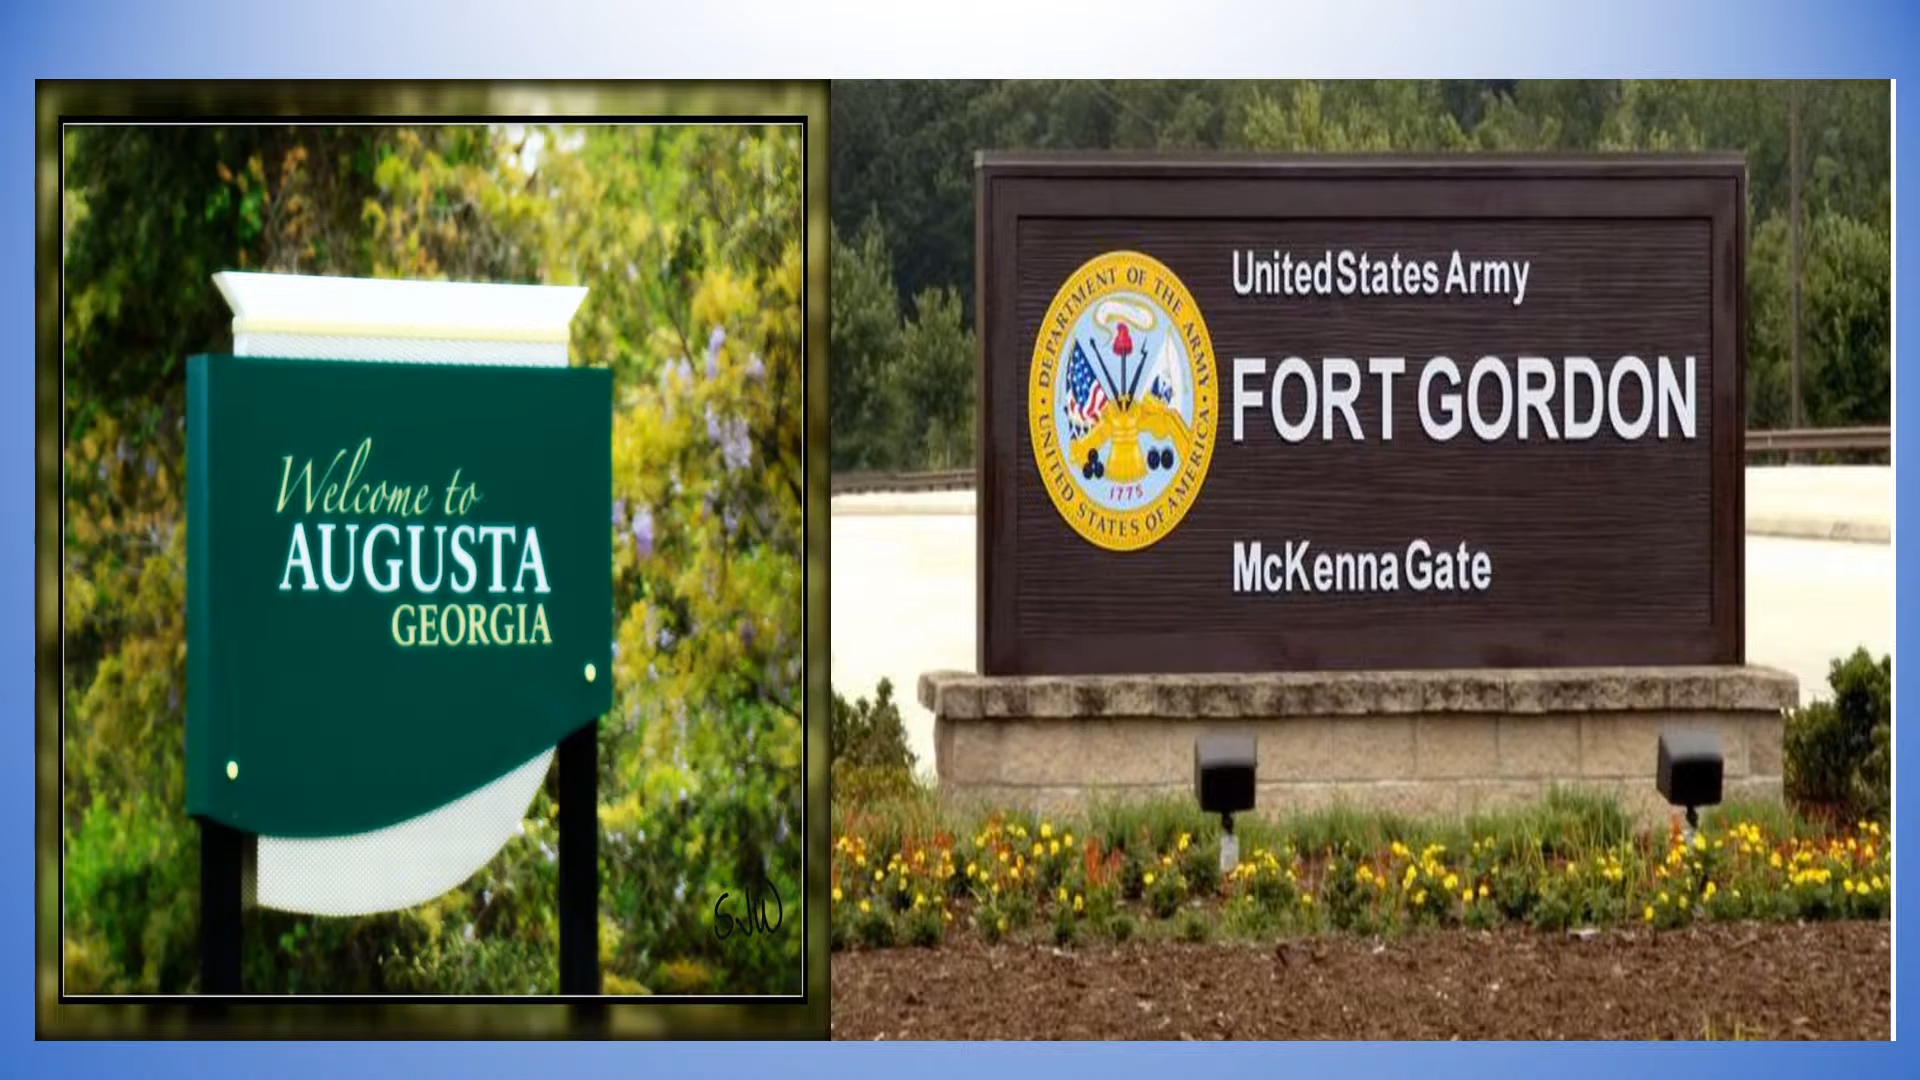 Welcome to
AUGUSTA
GEORGIA
SJW
United States Army
FORT GORDON
McKenna Gate
DEPARTMENT OF THE ARMY
UNITED STATES OF AMERICA
1775